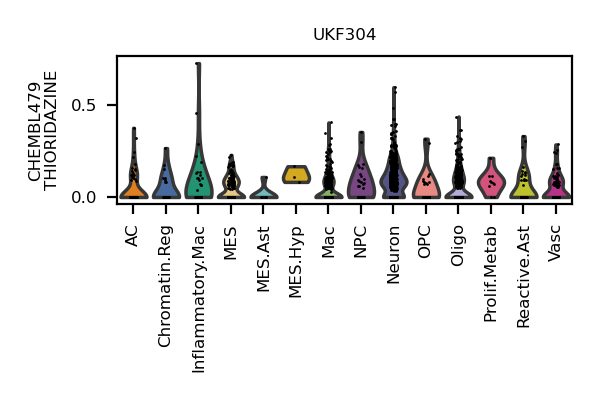 UKF304
CHEMBL479
THIORIDAZINE
0.5
0.0
AC
Chromatin.Reg
Inflammatory.Mac
MES
MES.Ast
MES.Hyp
Mac
NPC
Neuron
OPC
Oligo
Prolif.Metab
Reactive.Ast
Vasc